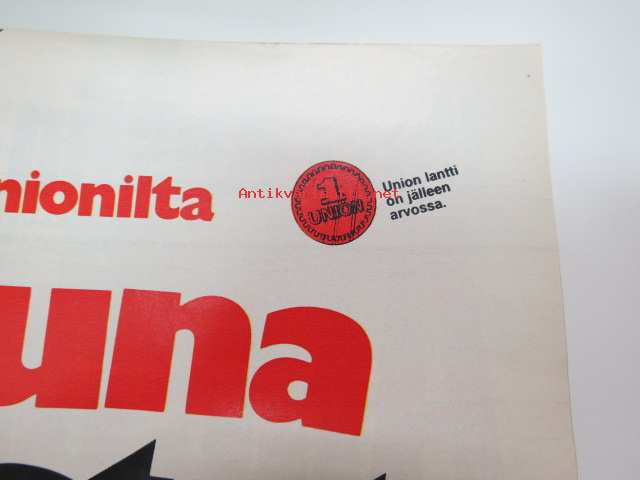 nionilta
1
UNION
Union lantti
on jälleen
arvossa.
una